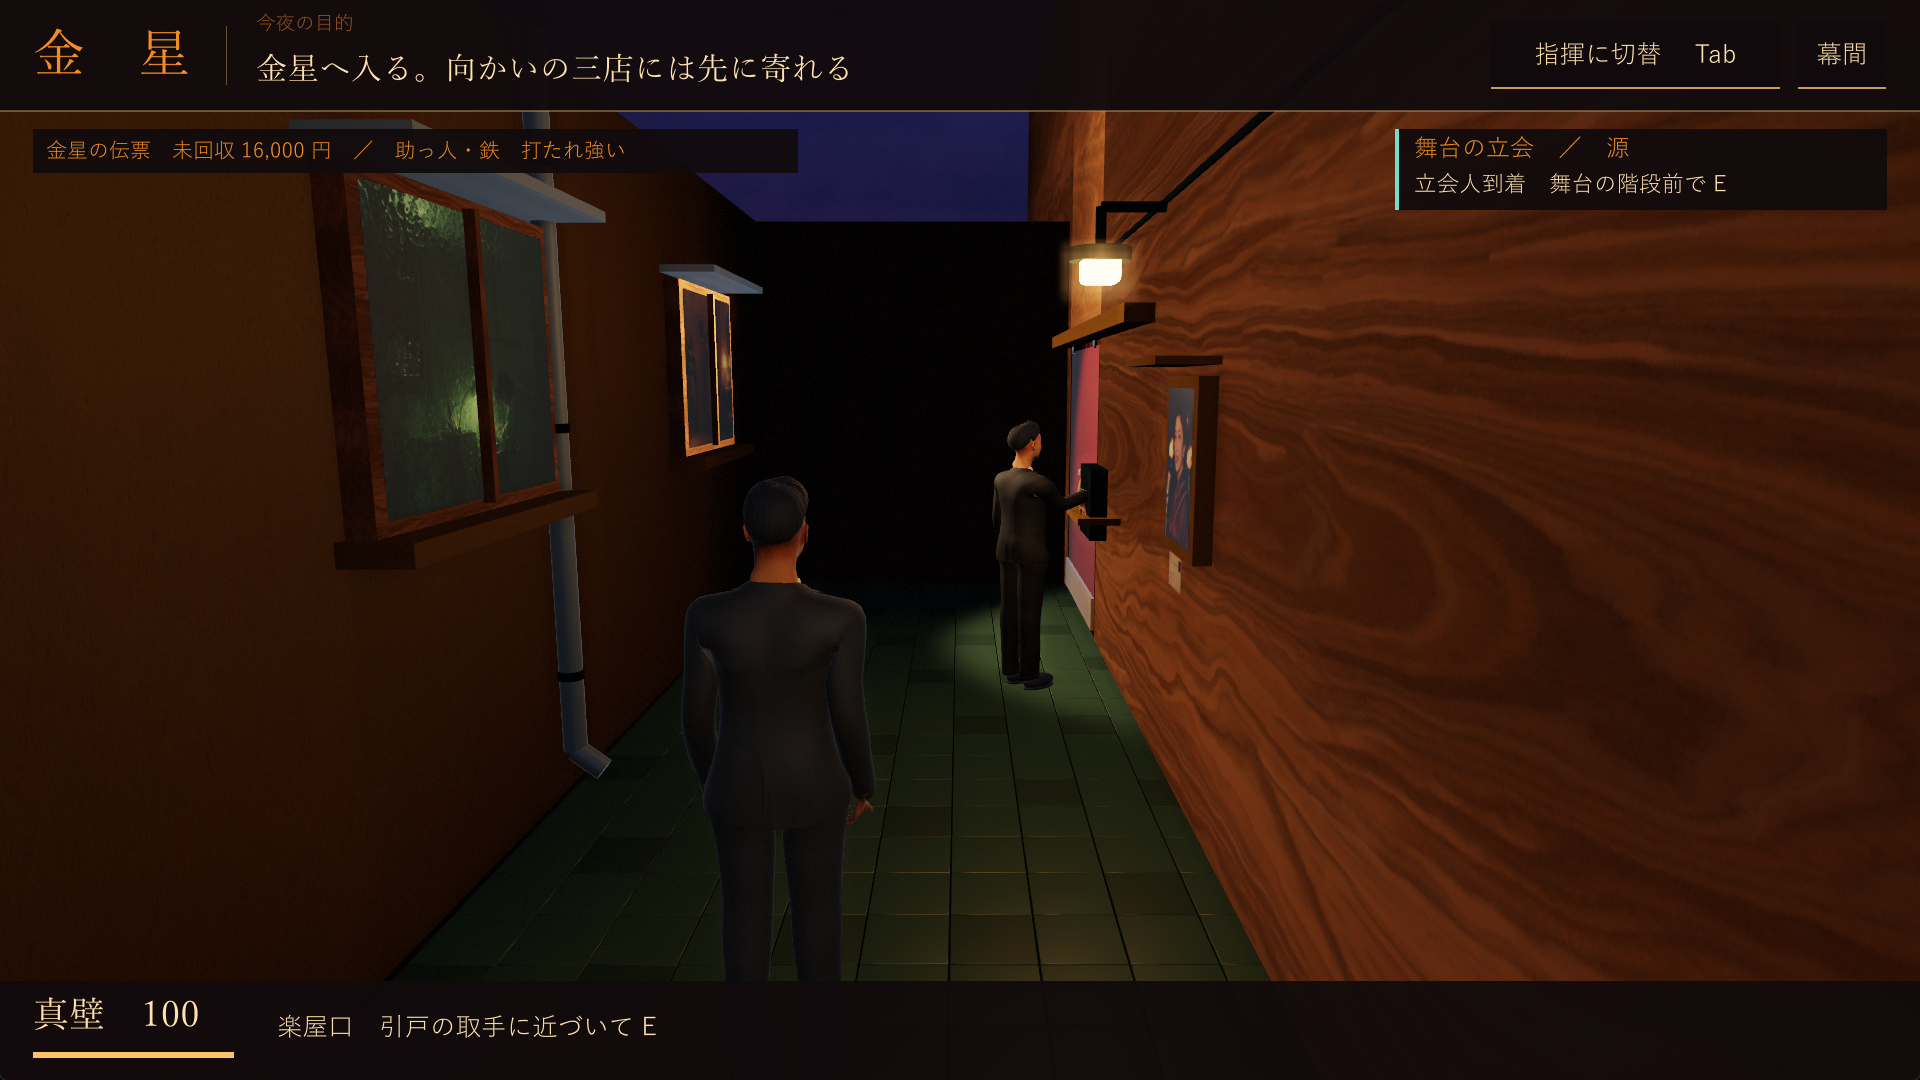 金星
今夜の目的
金星へ入る。向かいの三店には先に寄れる
指揮に切替 Tab
幕間
金星の伝票 未回収 16,000 円 ／ 助っ人・鉄 打たれ強い
舞台の立会 ／ 源
立会人到着 舞台の階段前で E
真壁 100
楽屋口 引戸の取手に近づいて E